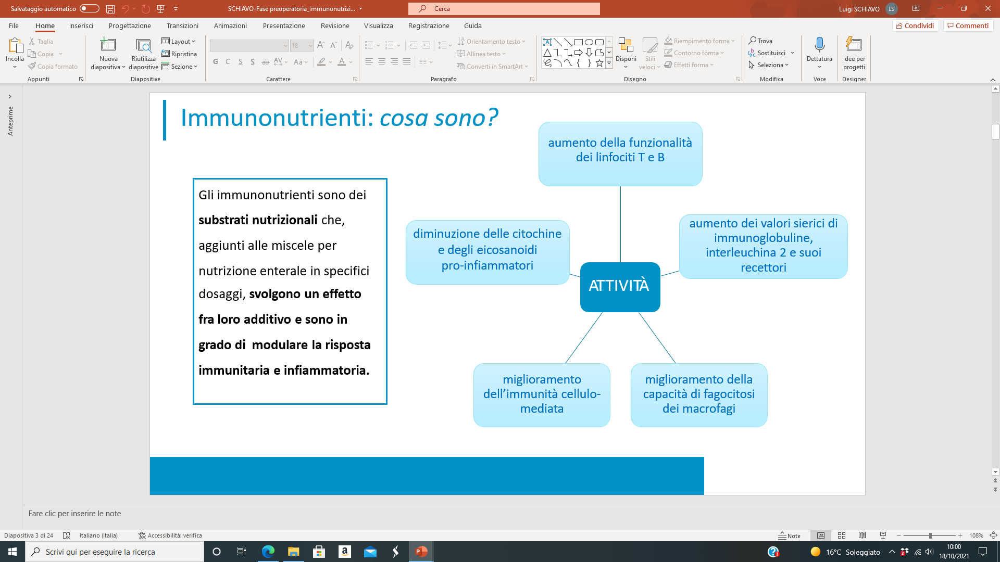 Salvataggio automatico
SCHIAVO-Fase preoperatoria_Immunonutrizi...
Cerca
Luigi SCHIAVO
LS
File
Home
Inserisci
Progettazione
Transizioni
Animazioni
Presentazione
Revisione
Visualizza
Registrazione
Guida
Condividi
Commenti
Incolla
Taglia
Copia
Copia formato
Appunti
Nuova
diapositiva
Riutilizza
diapositive
Layout
Ripristina
Sezione
Diapositive
18
G C S S ab AV Aa A
Carattere
Orientamento testo
Allinea testo
Converti in SmartArt
Paragrafo
Disponi
Stili
veloci
Riempimento forma
Contorno forma
Effetti forma
Disegno
Trova
Sostituisci
Seleziona
Modifica
Dettatura
Voce
Idee per
progetti
Designer
Anteprime
Immunonutrienti: cosa sono?
Gli immunonutrienti sono dei
substrati nutrizionali che,
aggiunti alle miscele per
nutrizione enterale in specifici
dosaggi, svolgono un effetto
fra loro additivo e sono in
grado di modulare la risposta
immunitaria e infiammatoria.
aumento della funzionalità
dei linfociti T e B
diminuzione delle citochine
e degli eicosanoidi
pro-infiammatori
aumento dei valori sierici di
immunoglobuline,
interleuchina 2 e suoi
recettori
ATTIVITÀ
miglioramento
dell’immunità cellulo-
mediata
miglioramento della
capacità di fagocitosi
dei macrofagi
Fare clic per inserire le note
Diapositiva 3 di 24
Italiano (Italia)
Accessibilità: verifica
Note
108%
Scrivi qui per eseguire la ricerca
16°C Soleggiato
10:00
18/10/2021